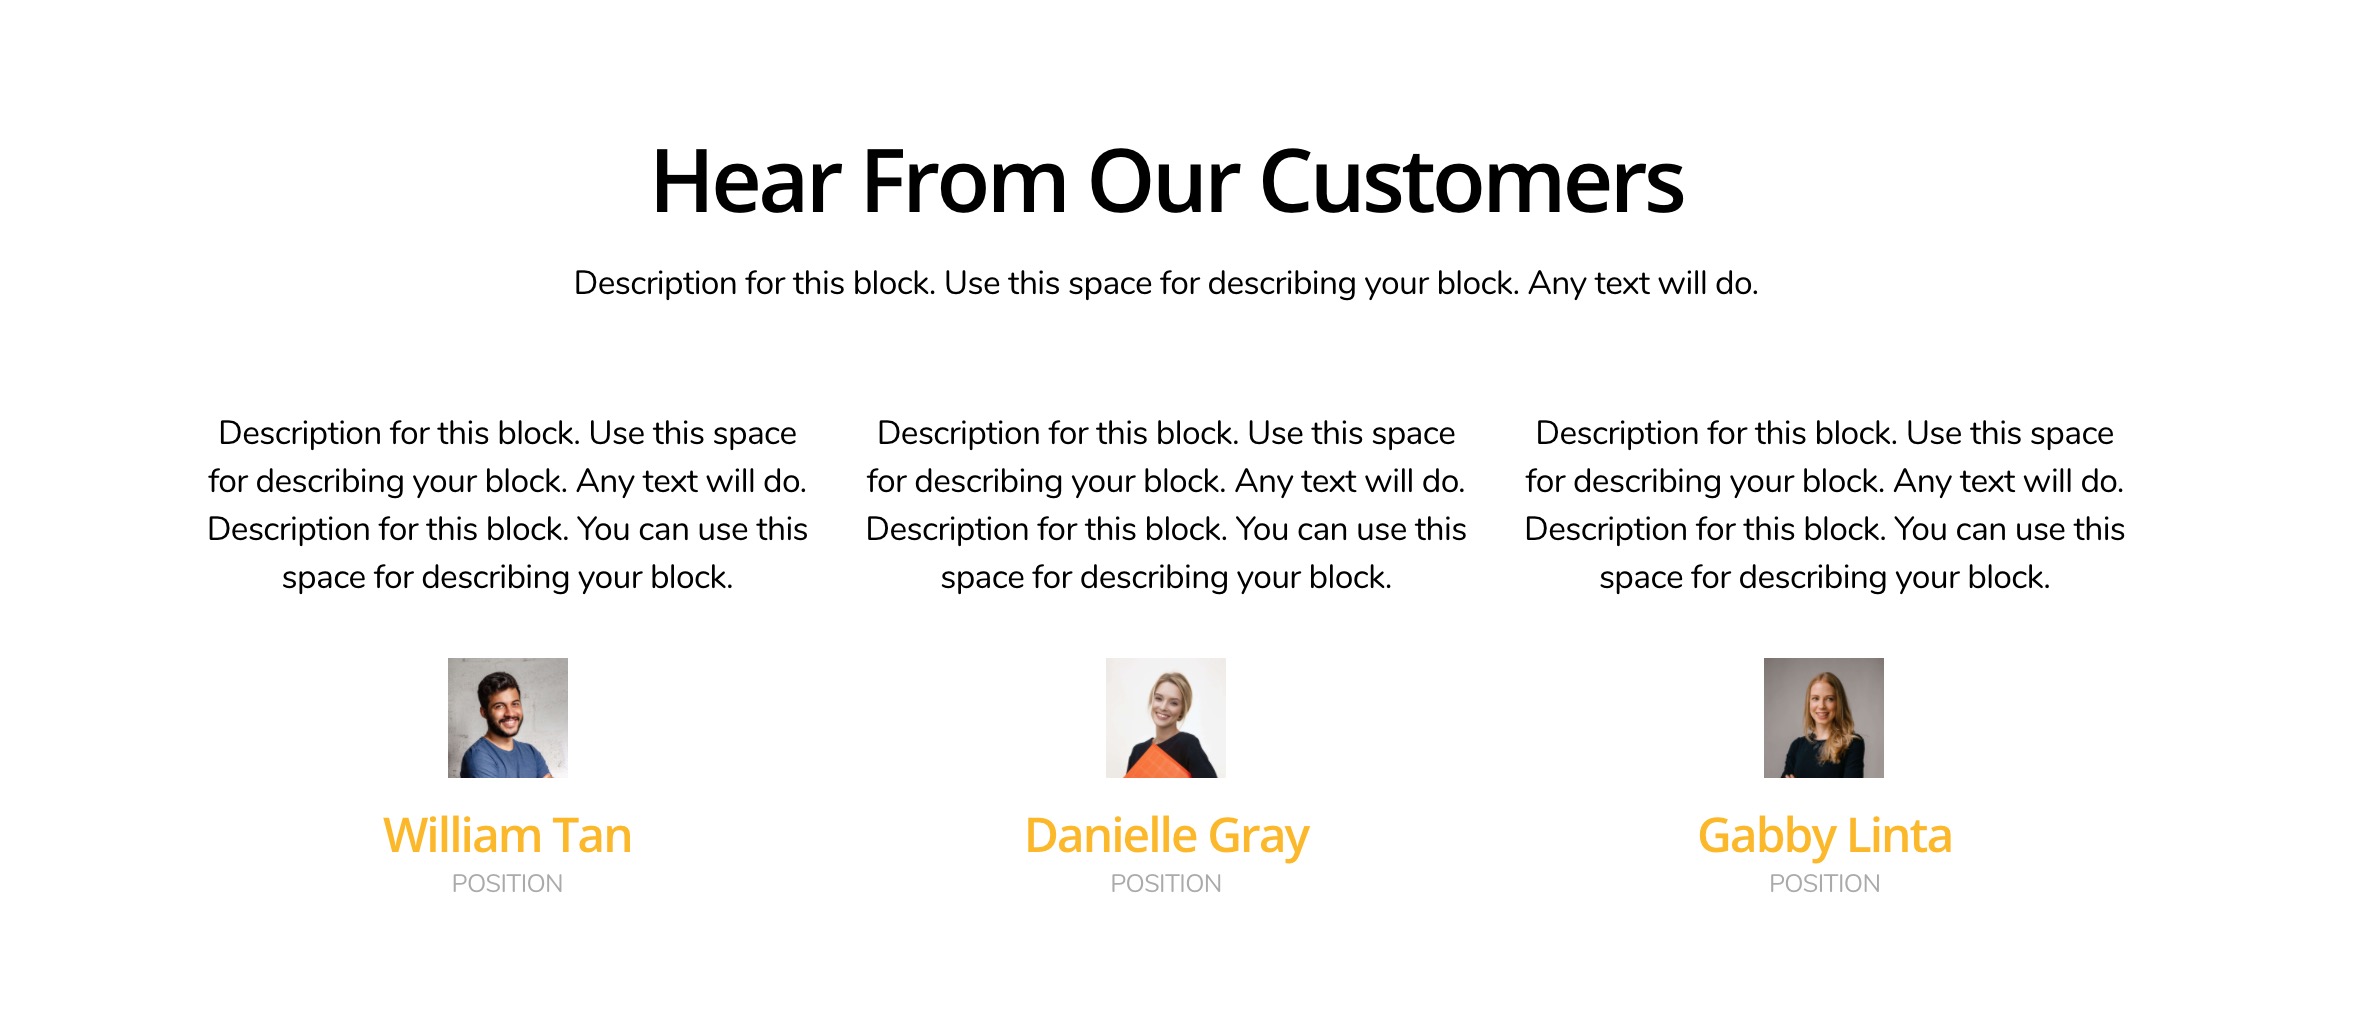 Hear From Our Customers
Description for this block. Use this space for describing your block. Any text will do.
Description for this block. Use this space
for describing your block. Any text will do.
Description for this block. You can use this
space for describing your block.
William Tan
POSITION
Description for this block. Use this space
for describing your block. Any text will do.
Description for this block. You can use this
space for describing your block.
Danielle Gray
POSITION
Description for this block. Use this space
for describing your block. Any text will do.
Description for this block. You can use this
space for describing your block.
Gabby Linta
POSITION